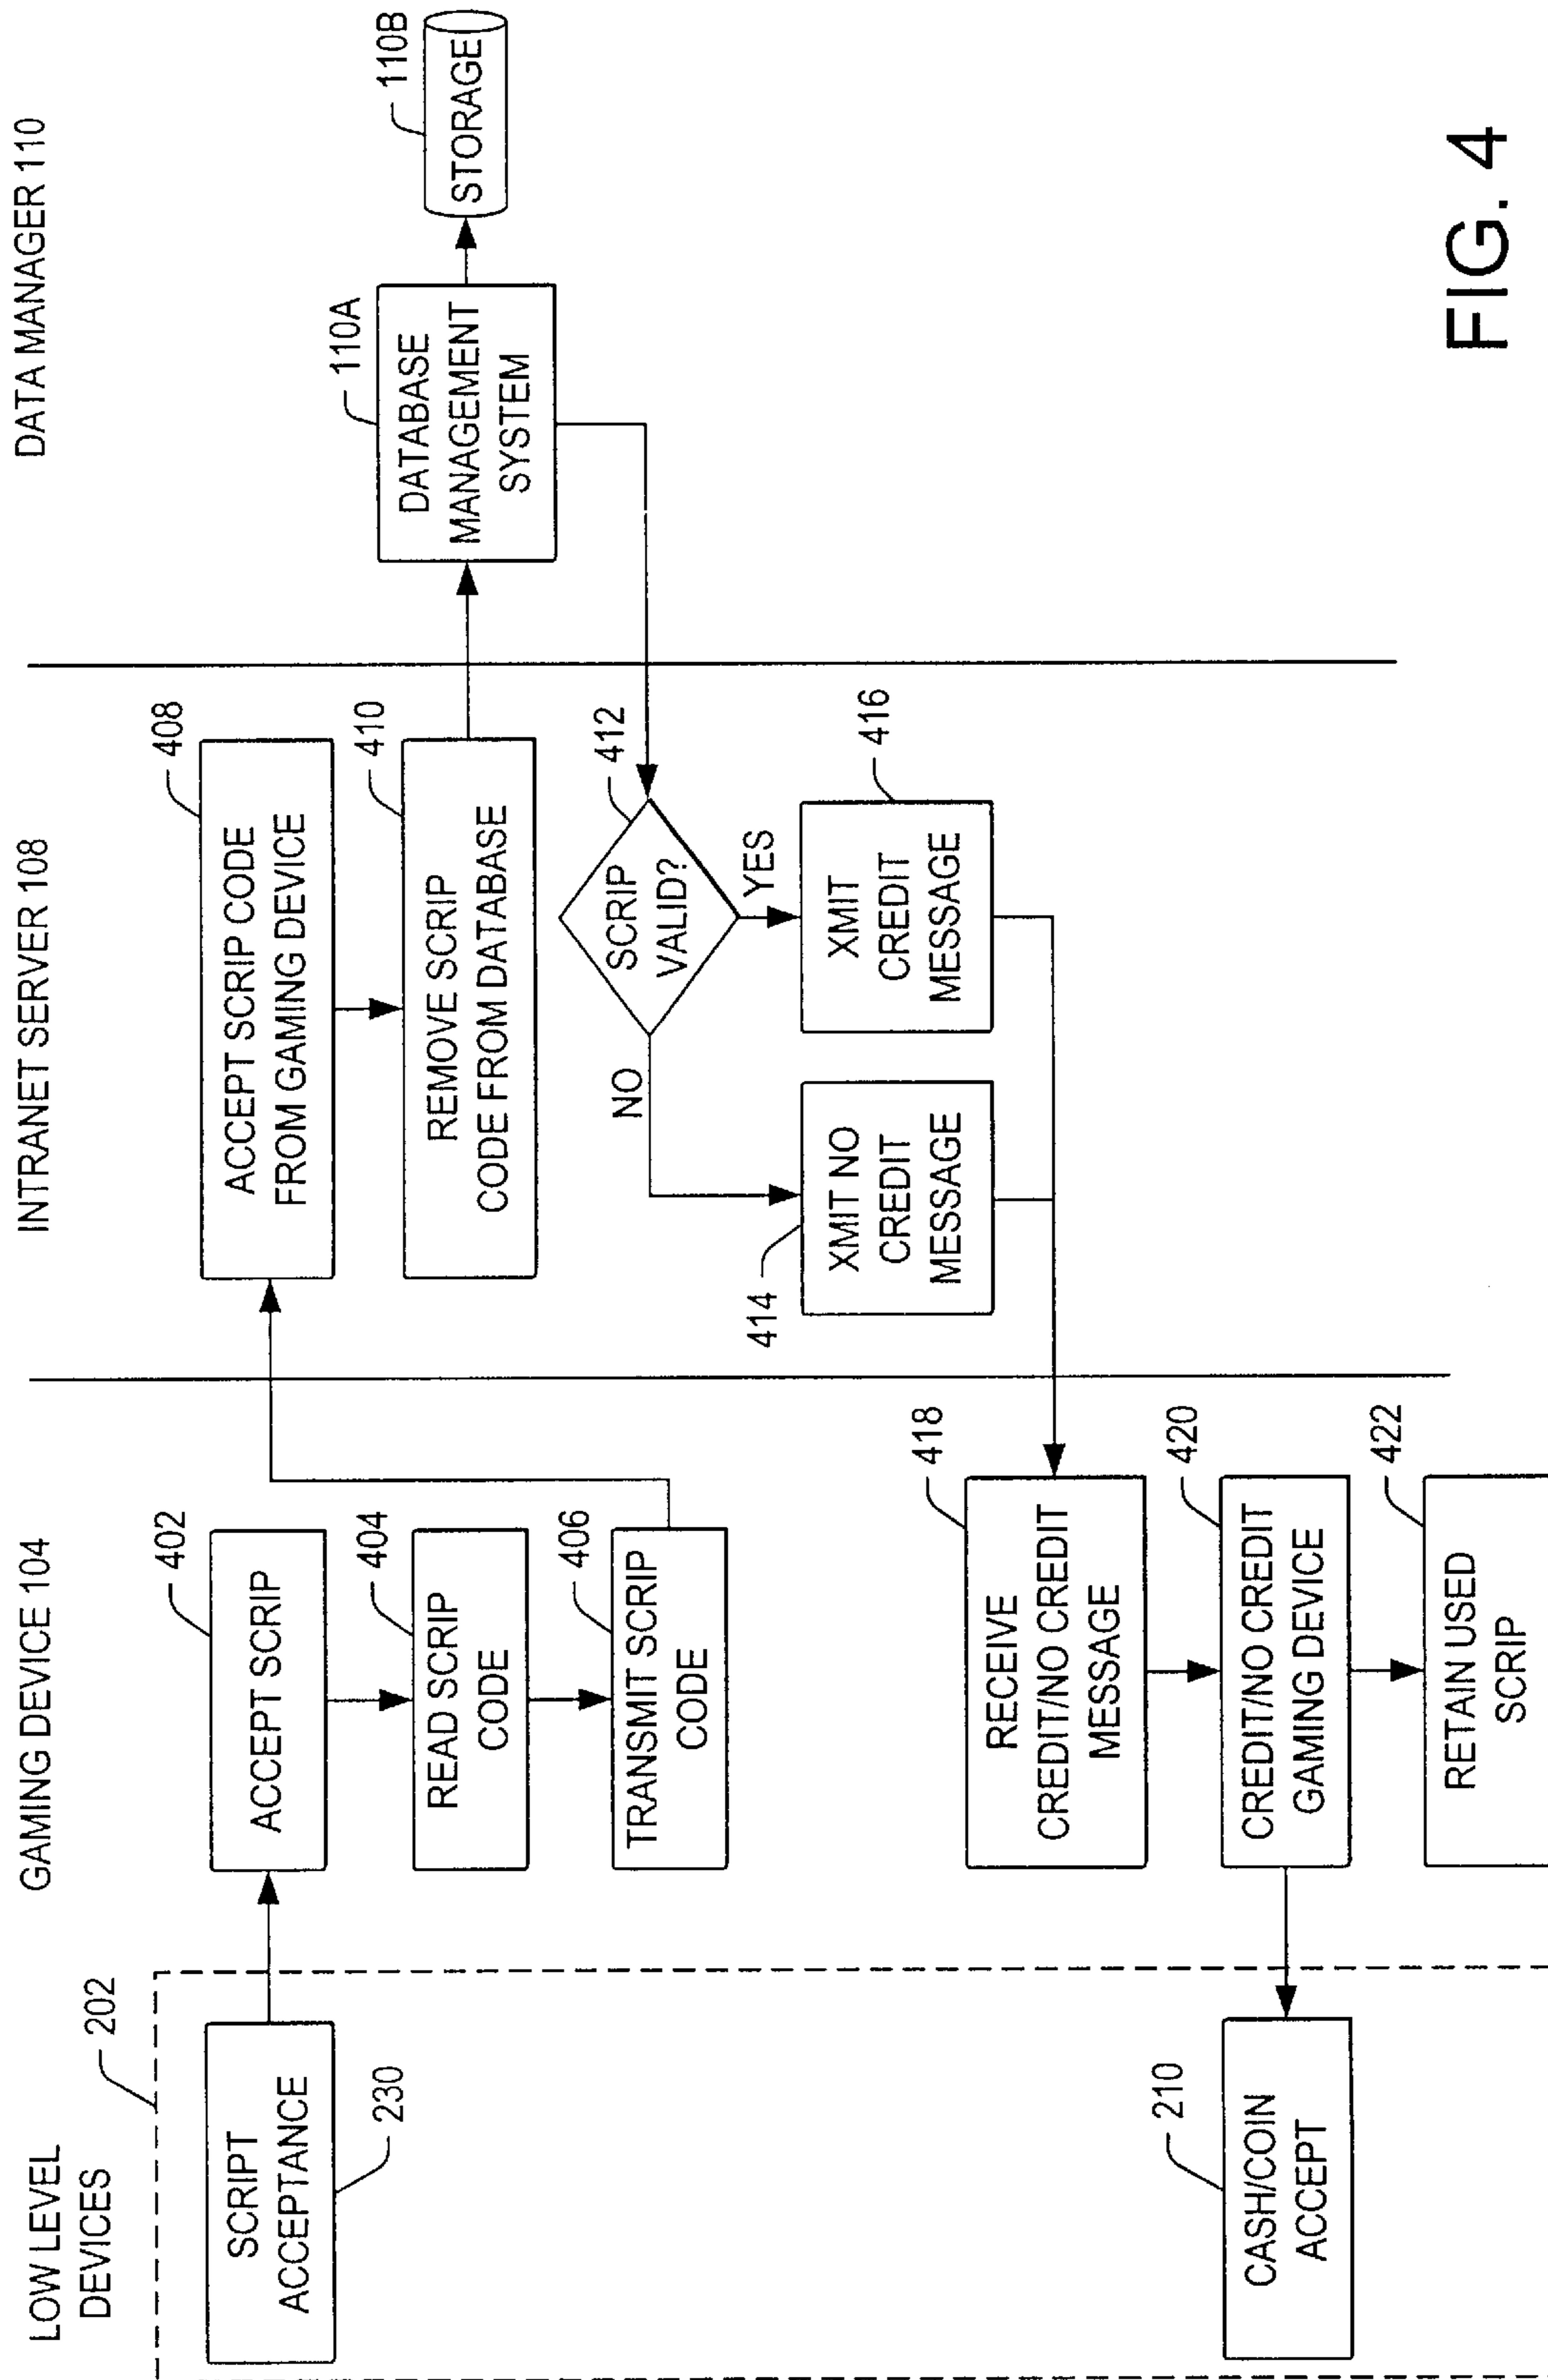 LOW LEVEL
DEVICES
GAMING DEVICE 104
INTRANET SERVER 108
DATA MANAGER 110
202
SCRIPT
ACCEPTANCE
230
402
ACCEPT SCRIP
404
READ SCRIP
CODE
406
TRANSMIT SCRIP
CODE
408
ACCEPT SCRIP CODE
FROM GAMING DEVICE
410
REMOVE SCRIP
CODE FROM DATABASE
110A
DATABASE
MANAGEMENT
SYSTEM
110B
STORAGE
412
SCRIP
VALID?
NO
YES
414
XMIT NO
CREDIT
MESSAGE
416
XMIT
CREDIT
MESSAGE
418
RECEIVE
CREDIT/NO CREDIT
MESSAGE
420
CREDIT/NO CREDIT
GAMING DEVICE
422
RETAIN USED
SCRIP
210
CASH/COIN
ACCEPT
FIG. 4